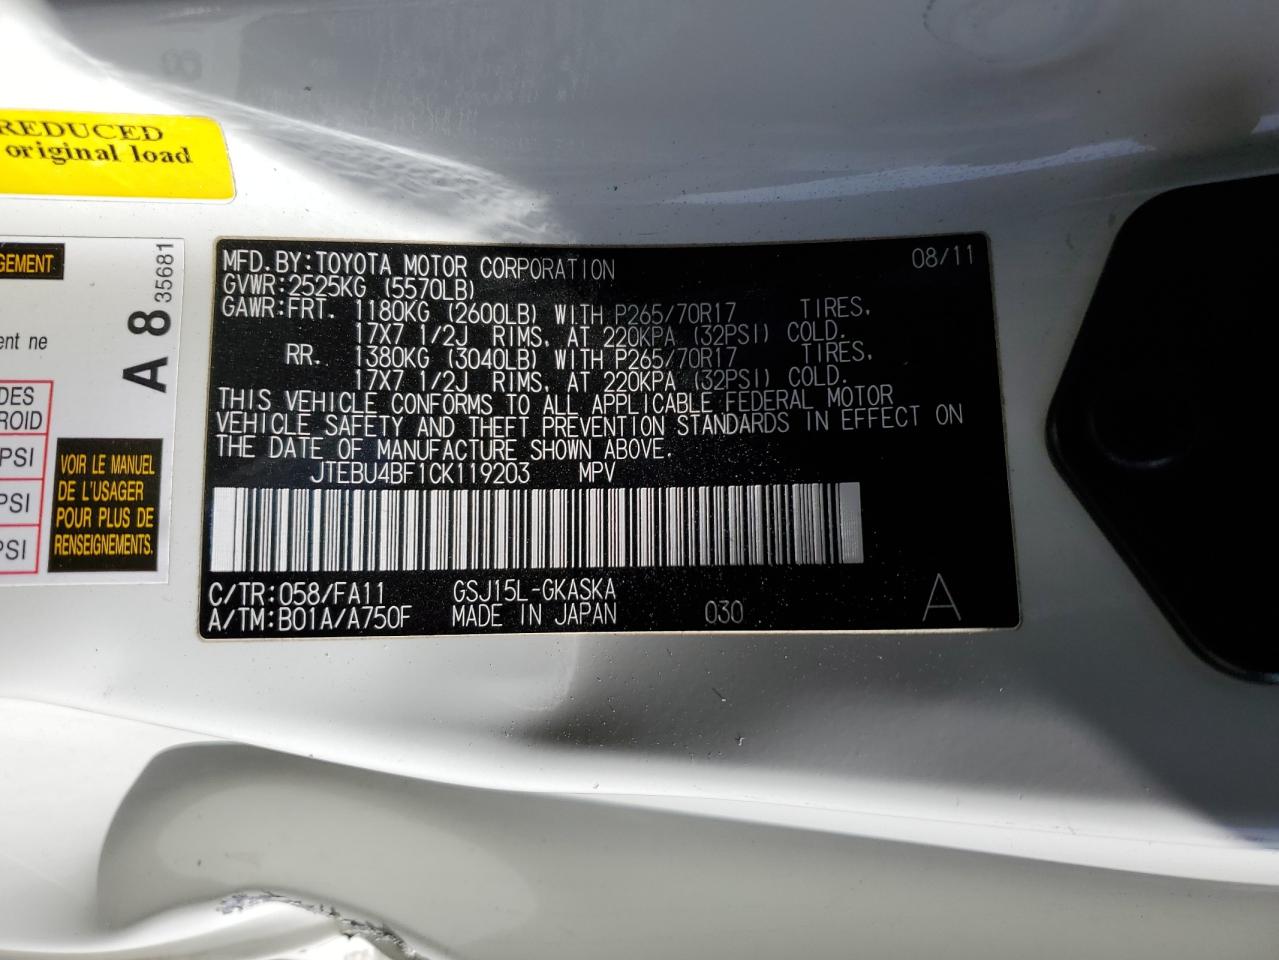 REDUCED
original load
GEMENT
A 8 35681
ent ne
DES
ROID
PSI
PSI
PSI
VOIR LE MANUEL
DE L'USAGER
POUR PLUS DE
RENSEIGNEMENTS.
MFD.BY:TOYOTA MOTOR CORPORATION 08/11
GVWR:2525KG (5570LB)
GAWR:FRT. 1180KG (2600LB) WITH P265/70R17 TIRES,
17X7 1/2J RIMS, AT 220KPA (32PSI) COLD.
RR. 1380KG (3040LB) WITH P265/70R17 TIRES,
17X7 1/2J RIMS, AT 220KPA (32PSI) COLD.
THIS VEHICLE CONFORMS TO ALL APPLICABLE FEDERAL MOTOR
VEHICLE SAFETY AND THEFT PREVENTION STANDARDS IN EFFECT ON
THE DATE OF MANUFACTURE SHOWN ABOVE.
JTEBU4BF1CK119203 MPV
C/TR:058/FA11 GSJ15L-GKASKA
A/TM:B01A/A750F MADE IN JAPAN 030 A